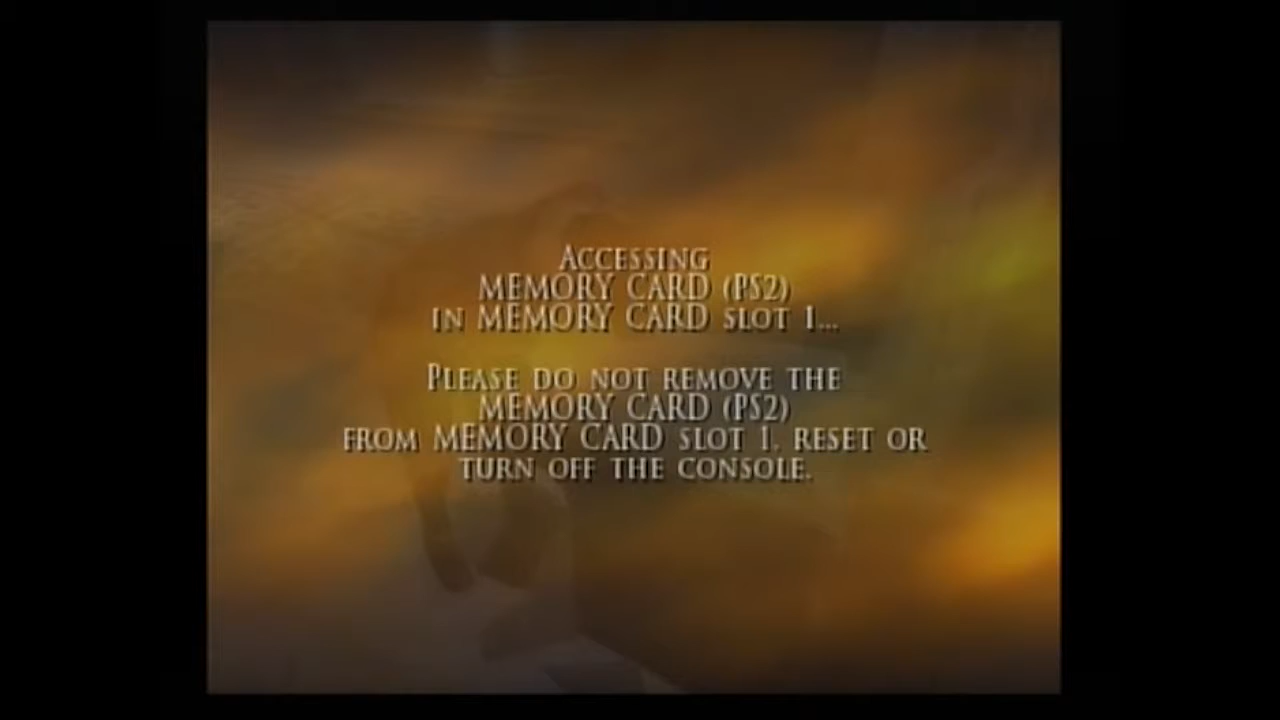 Accessing
MEMORY CARD (PS2)
in MEMORY CARD slot 1...
Please do not remove the
MEMORY CARD (PS2)
from MEMORY CARD slot 1, reset or
turn off the console.